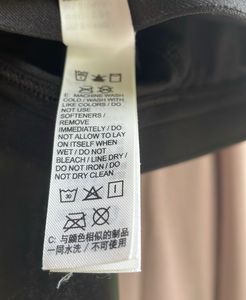 E: MACHINE WASH
COLD / WASH WITH
LIKE COLORS / DO
NOT USE
SOFTENERS /
REMOVE
IMMEDIATELY / DO
NOT ALLOW TO LAY
ON ITSELF WHEN
WET / DO NOT
BLEACH / LINE DRY /
DO NOT IRON / DO
NOT DRY CLEAN
30
C: 与颜色相似的制品
一同水洗／不可使用